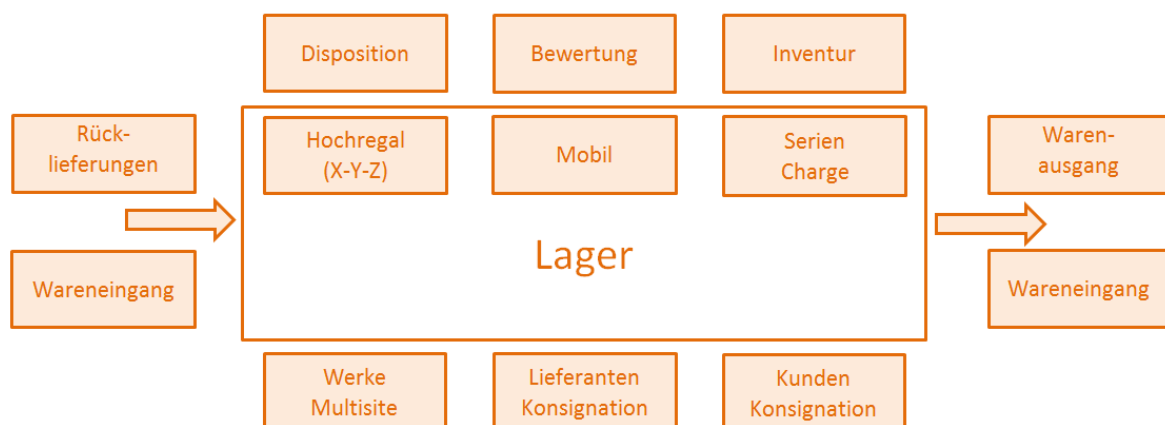 Disposition
Bewertung
Inventur
Rück-
lieferungen
Hochregal
(X-Y-Z)
Mobil
Serien
Charge
Waren-
ausgang
Lager
Wareneingang
Wareneingang
Werke
Multisite
Lieferanten
Konsignation
Kunden
Konsignation